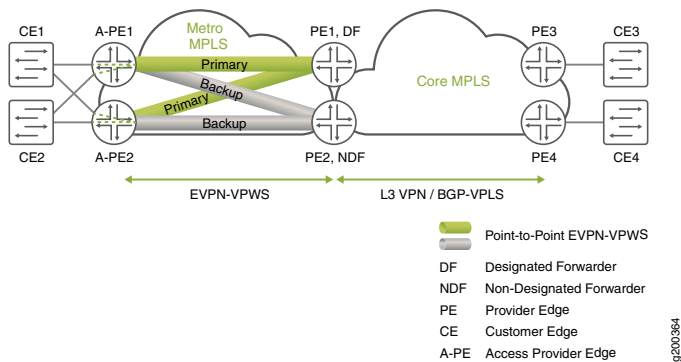 CE1
A-PE1
Metro
MPLS
PE1, DF
PE3
CE3
Primary
Backup
Core MPLS
Primary
Backup
CE2
A-PE2
PE2, NDF
PE4
CE4
EVPN-VPWS
L3 VPN / BGP-VPLS
Point-to-Point EVPN-VPWS
DF Designated Forwarder
NDF Non-Designated Forwarder
PE Provider Edge
CE Customer Edge
A-PE Access Provider Edge
g200364